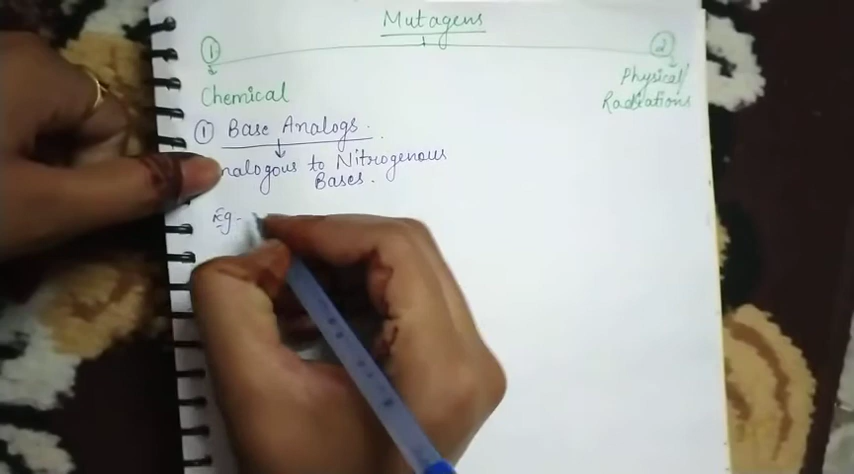 Mutagens
① ②
Chemical
Physical/
Radiations
① Base Analogs.
nalogous to Nitrogenous
Bases.
Eg-